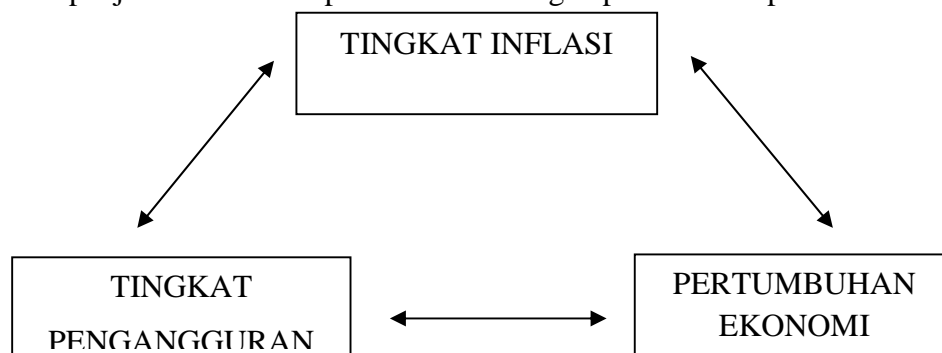 TINGKAT INFLASI
TINGKAT
PENGANGGURAN
PERTUMBUHAN
EKONOMI